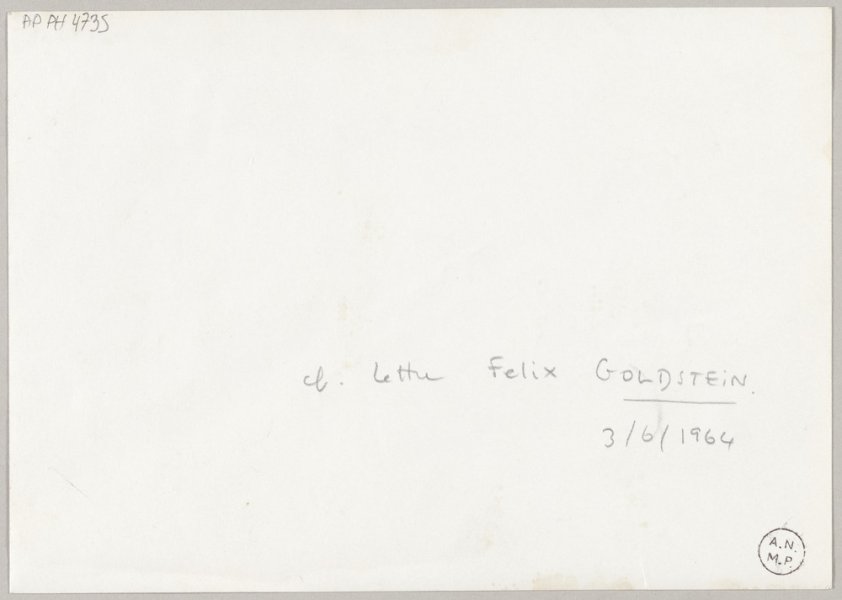 AP PH 4735
cf. lettre Felix GOLDSTEIN.
3/6/1964
A.N.
M.P.